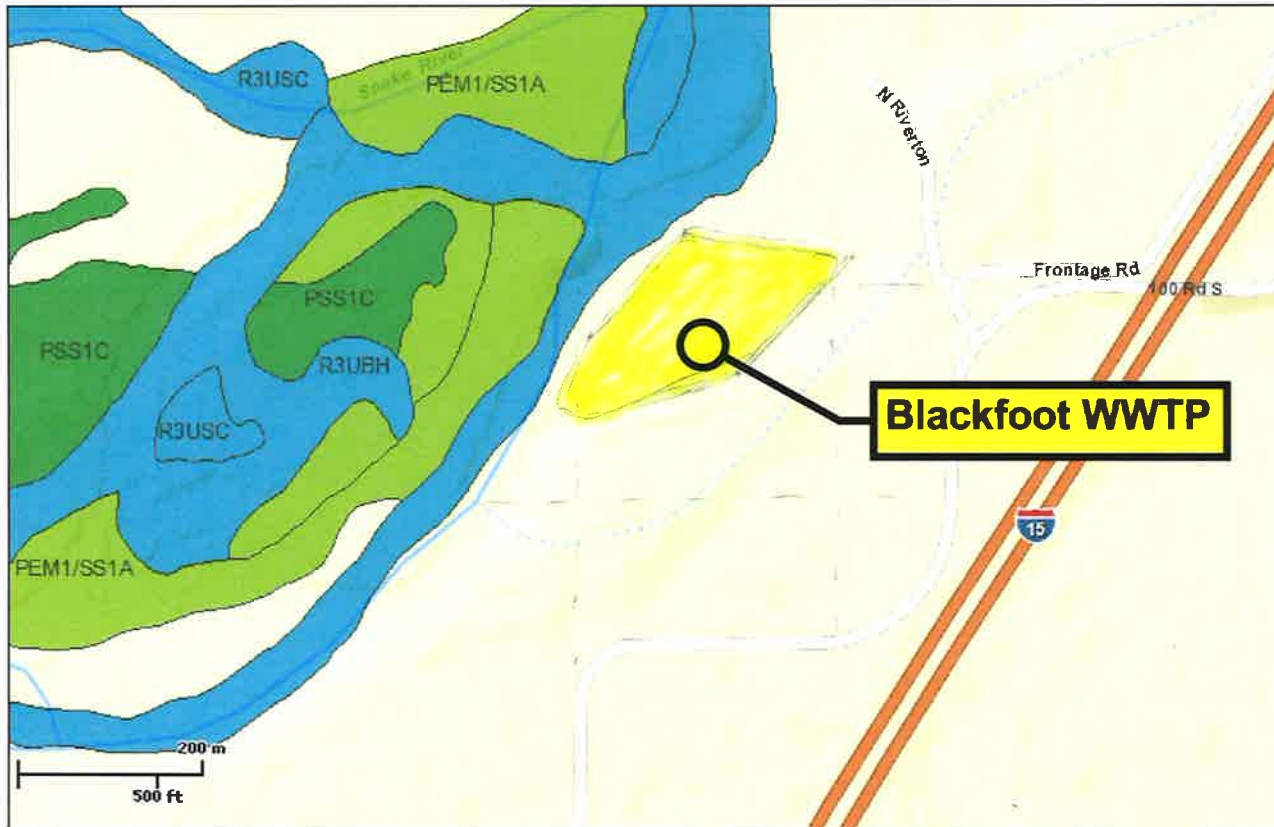 Snake River
R3USC
PEM1/SS1A
N Riverton
Frontage Rd
100 Rd S
PSS1C
PSS1C
R3UBH
R3USC
Blackfoot WWTP
15
PEM1/SS1A
200 m
500 ft